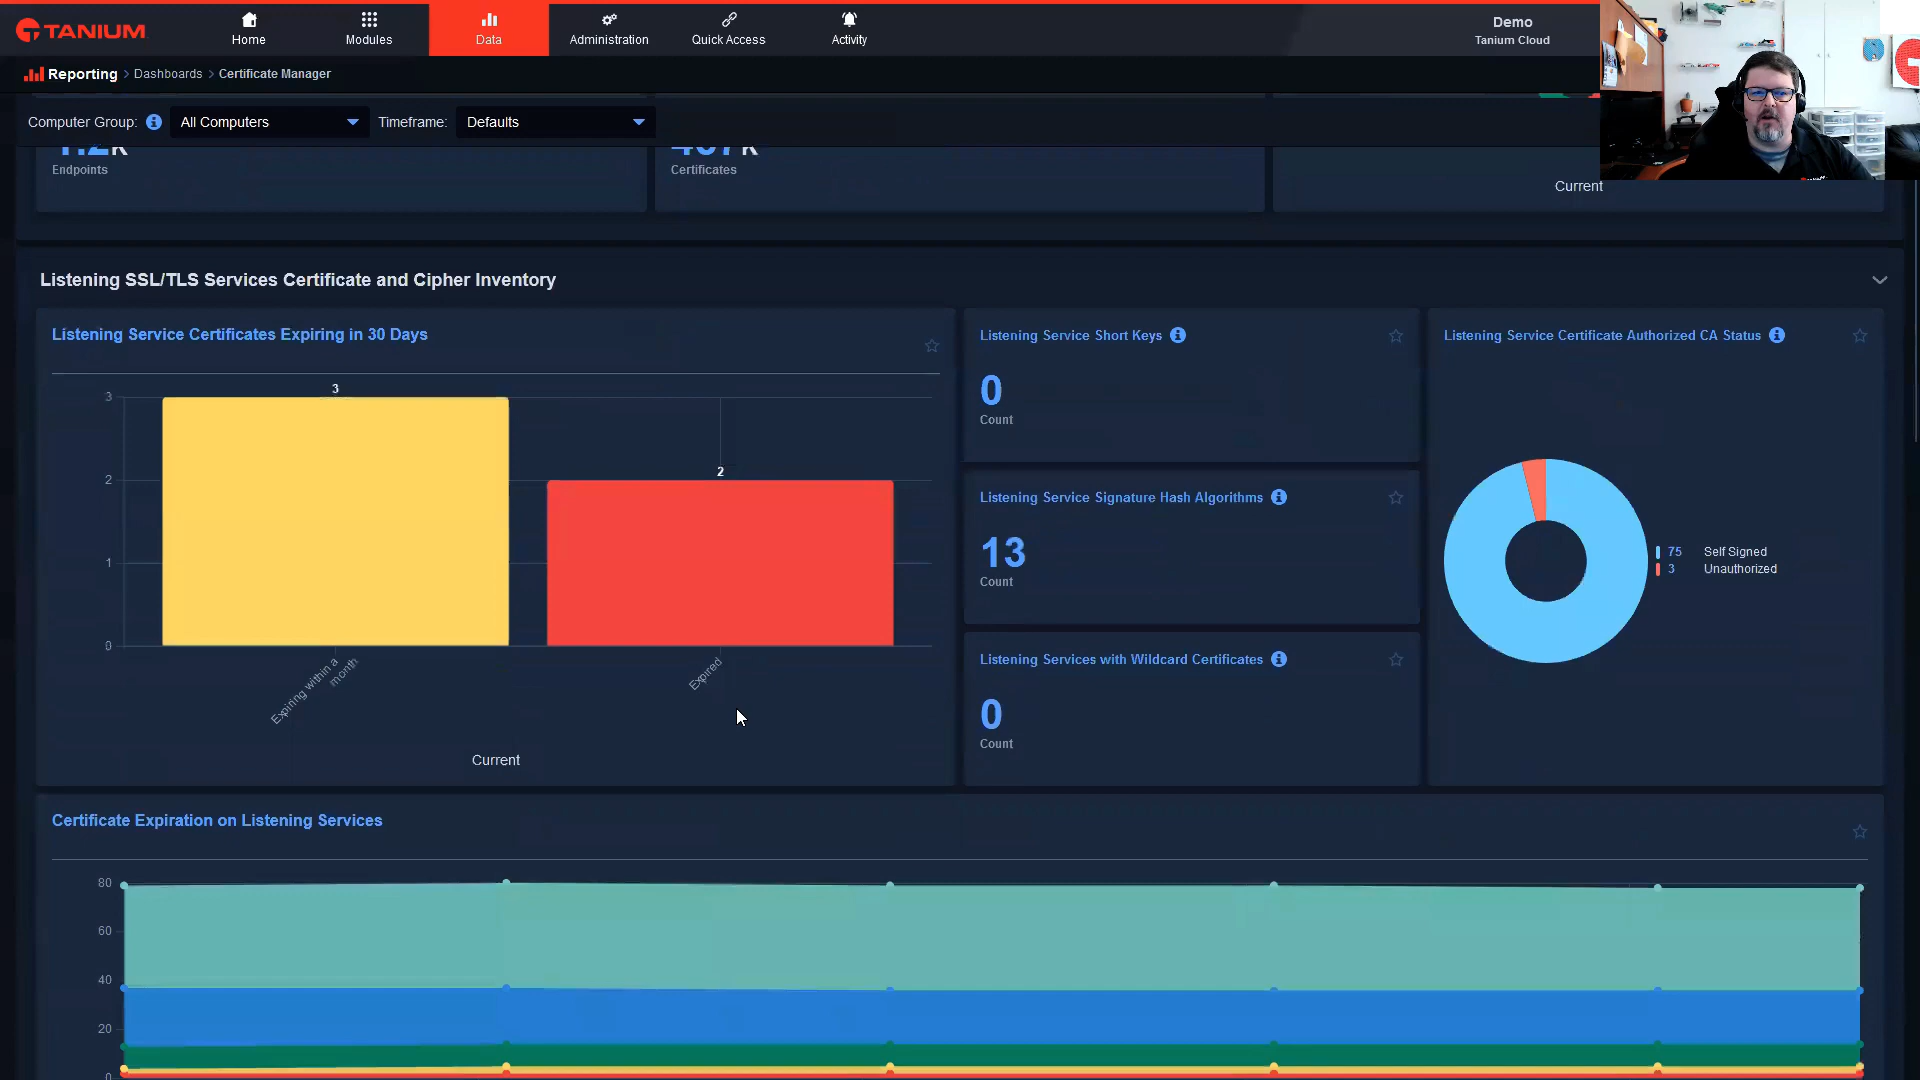 TANIUM
Home
Modules
Data
Administration
Quick Access
Activity
Demo
Tanium Cloud
Reporting > Dashboards > Certificate Manager
Computer Group:
All Computers
Timeframe:
Defaults
Endpoints
Certificates
Current
Listening SSL/TLS Services Certificate and Cipher Inventory
Listening Service Certificates Expiring in 30 Days
3
3
2
2
1
0
Expiring within a
month
Expired
Current
Listening Service Short Keys
0
Count
Listening Service Signature Hash Algorithms
13
Count
Listening Services with Wildcard Certificates
0
Count
Listening Service Certificate Authorized CA Status
75 Self Signed
3 Unauthorized
Certificate Expiration on Listening Services
80
60
40
20
0